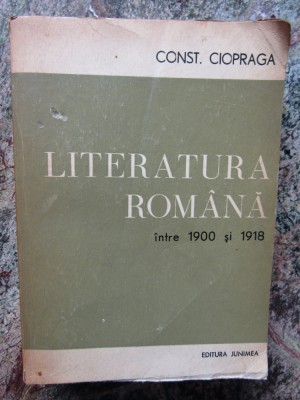 CONST. CIOPRAGA
LITERATURA
ROMÂNĂ
între 1900 și 1918
EDITURA JUNIMEA